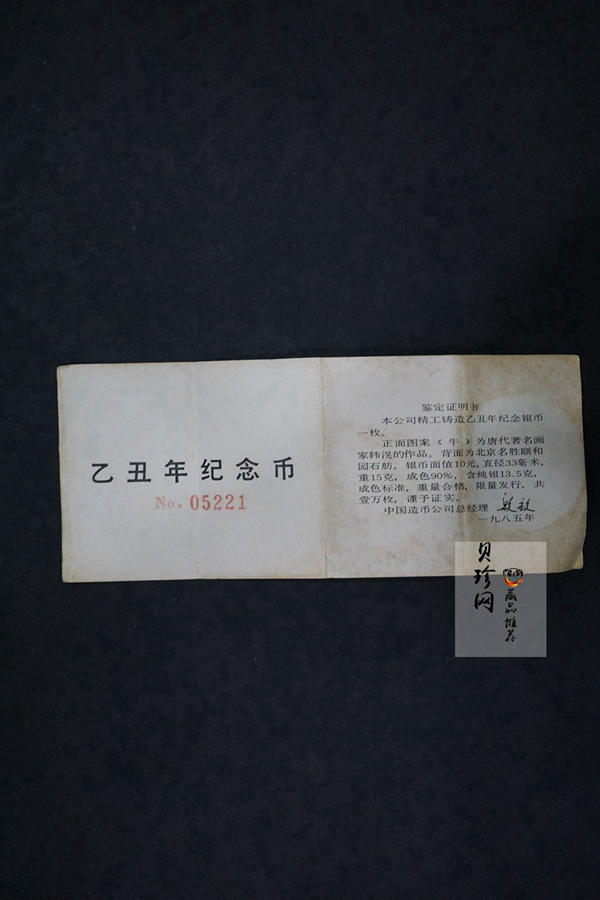 乙丑年纪念币
No. 05221
鉴定证明书
本公司精工铸造乙丑年纪念银币
一枚。
正面图案《牛》为唐代著名画
家韩滉的作品。背面为北京名胜颐和
园石舫。银币面值10元，直径33毫米，
重15克，成色90%，含纯银13.5克，
成色标准，重量合格，限量发行，共
壹万枚，谨予证实。
中国造币公司总经理
一九八五年
贝珍网
藏品
推荐